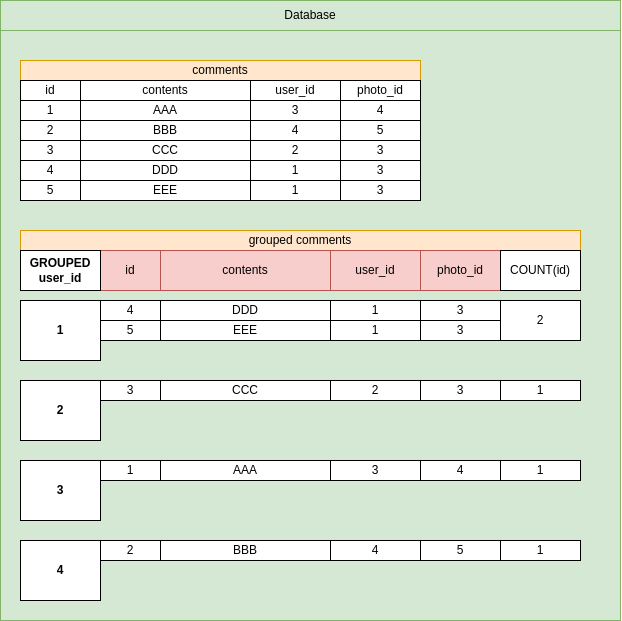 Database
comments
id contents user_id photo_id
1 AAA 3 4
2 BBB 4 5
3 CCC 2 3
4 DDD 1 3
5 EEE 1 3
grouped comments
GROUPED
user_id id contents user_id photo_id COUNT(id)
1 4 DDD 1 3 2
5 EEE 1 3
2 3 CCC 2 3 1
3 1 AAA 3 4 1
4 2 BBB 4 5 1